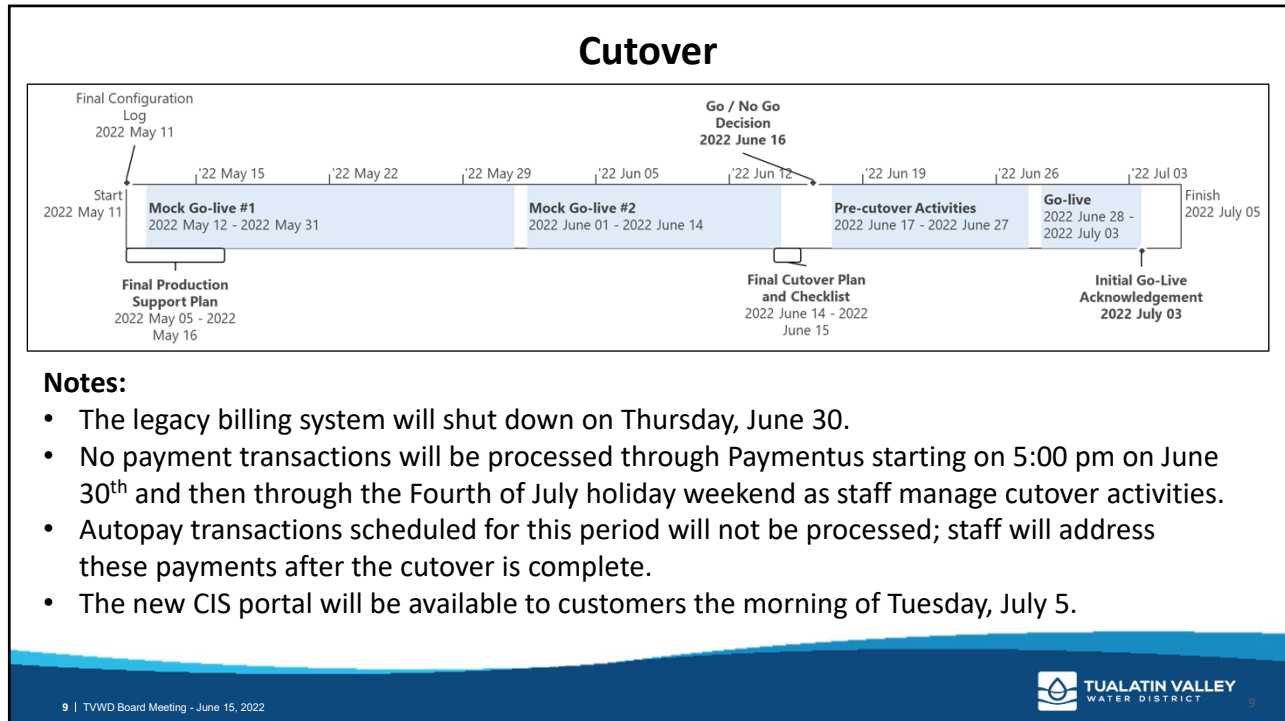 Cutover
Final Configuration
Log
2022 May 11
Go / No Go
Decision
2022 June 16
'22 May 15
'22 May 22
'22 May 29
'22 Jun 05
'22 Jun 12
'22 Jun 19
'22 Jun 26
'22 Jul 03
Start
2022 May 11
Mock Go-live #1
2022 May 12 - 2022 May 31
Mock Go-live #2
2022 June 01 - 2022 June 14
Pre-cutover Activities
2022 June 17 - 2022 June 27
Go-live
2022 June 28 -
2022 July 03
Finish
2022 July 05
Final Production
Support Plan
2022 May 05 - 2022
May 16
Final Cutover Plan
and Checklist
2022 June 14 - 2022
June 15
Initial Go-Live
Acknowledgement
2022 July 03
Notes:
• The legacy billing system will shut down on Thursday, June 30.
• No payment transactions will be processed through Paymentus starting on 5:00 pm on June
30th and then through the Fourth of July holiday weekend as staff manage cutover activities.
• Autopay transactions scheduled for this period will not be processed; staff will address
these payments after the cutover is complete.
• The new CIS portal will be available to customers the morning of Tuesday, July 5.
9 | TVWD Board Meeting - June 15, 2022
TUALATIN VALLEY
WATER DISTRICT
9